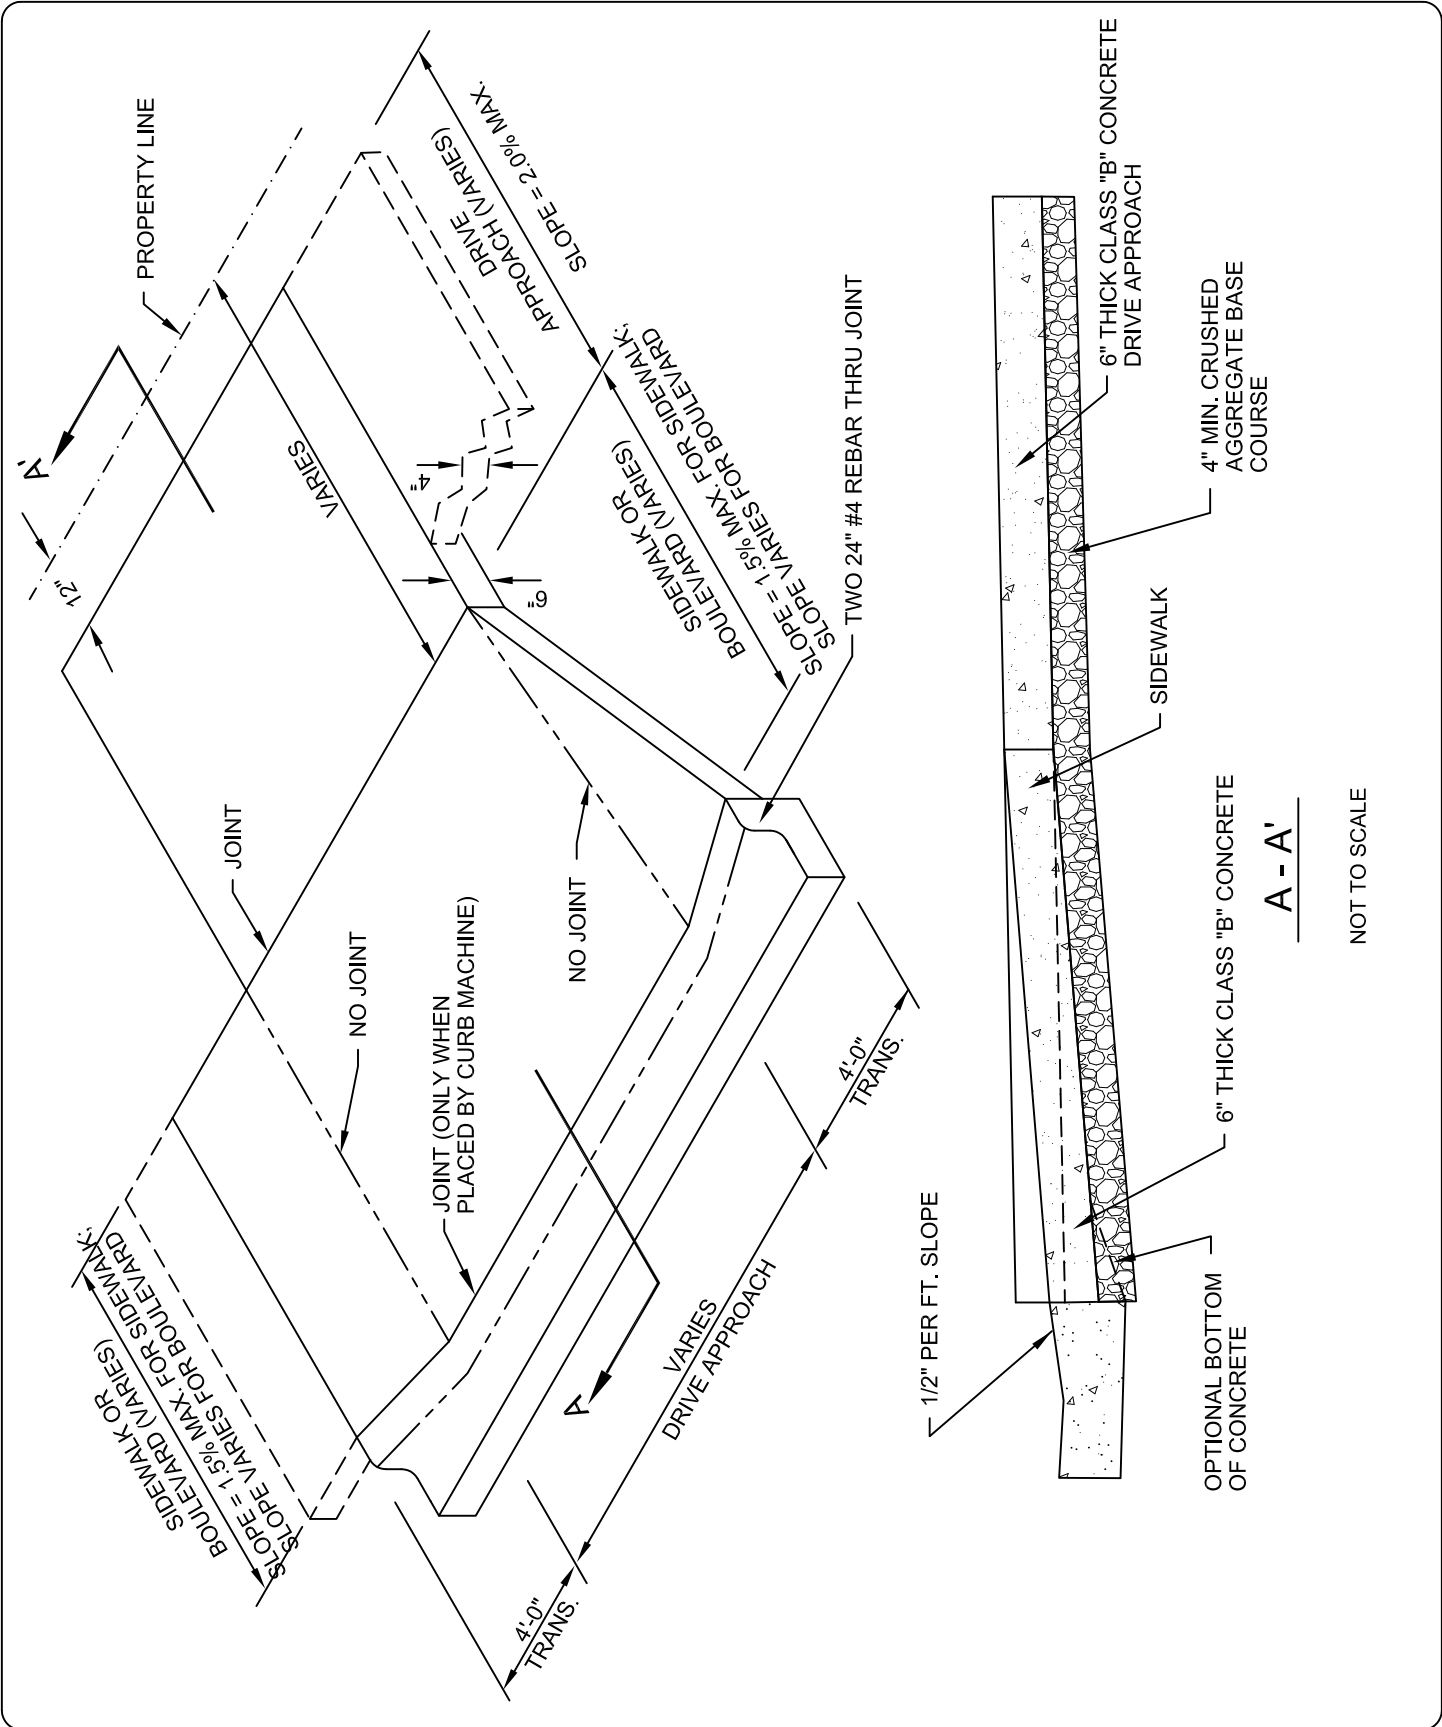 PROPERTY LINE
A'
12"
VARIES
DRIVE
APPROACH (VARIES)
SLOPE = 2.0% MAX.
4"
6"
SIDEWALK OR
BOULEVARD (VARIES)
SLOPE = 1.5% MAX. FOR SIDEWALK:
SLOPE VARIES FOR BOULEVARD
TWO 24" #4 REBAR THRU JOINT
JOINT
NO JOINT
NO JOINT
JOINT (ONLY WHEN
PLACED BY CURB MACHINE)
SIDEWALK OR
BOULEVARD (VARIES)
SLOPE = 1.5% MAX. FOR SIDEWALK:
SLOPE VARIES FOR BOULEVARD
A
4'-0"
TRANS.
VARIES
DRIVE APPROACH
4'-0"
TRANS.
1/2" PER FT. SLOPE
OPTIONAL BOTTOM
OF CONCRETE
6" THICK CLASS "B" CONCRETE
SIDEWALK
4" MIN. CRUSHED
AGGREGATE BASE
COURSE
6" THICK CLASS "B" CONCRETE
DRIVE APPROACH
A - A'
NOT TO SCALE